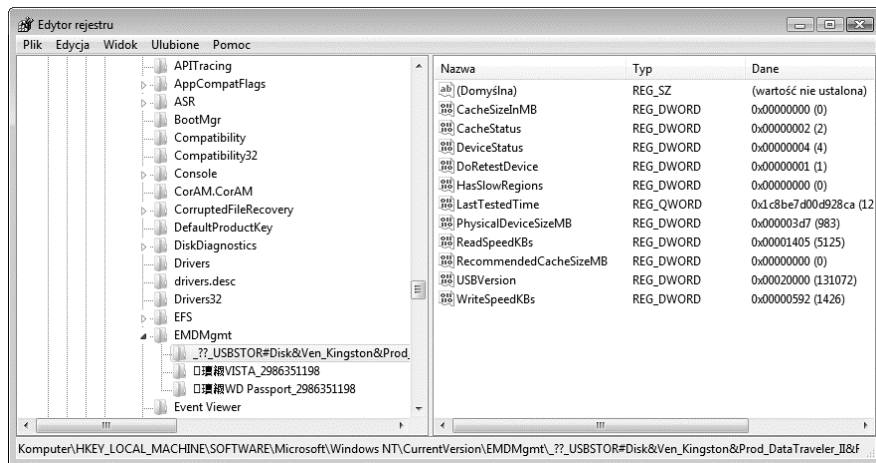 Edytor rejestru
Plik Edycja Widok Ulubione Pomoc
APITracing
AppCompatFlags
ASR
BootMgr
Compatibility
Compatibility32
Console
CorAM.CorAM
CorruptedFileRecovery
DefaultProductKey
DiskDiagnostics
Drivers
drivers.desc
Drivers32
EFS
EMDMgmt
_??_USBSTOR#Disk&Ven_Kingston&Prod_
VISTA_2986351198
WD Passport_2986351198
Event Viewer
Nazwa Typ Dane
(Domyślna) REG_SZ (wartość nie ustalona)
CacheSizeInMB REG_DWORD 0x00000000 (0)
CacheStatus REG_DWORD 0x00000002 (2)
DeviceStatus REG_DWORD 0x00000004 (4)
DoRetestDevice REG_DWORD 0x00000001 (1)
HasSlowRegions REG_DWORD 0x00000000 (0)
LastTestedTime REG_QWORD 0x1c8be7d00d928ca (12
PhysicalDeviceSizeMB REG_DWORD 0x000003d7 (983)
ReadSpeedKBs REG_DWORD 0x00001405 (5125)
RecommendedCacheSizeMB REG_DWORD 0x00000000 (0)
USBVersion REG_DWORD 0x00020000 (131072)
WriteSpeedKBs REG_DWORD 0x00000592 (1426)
Komputer\HKEY_LOCAL_MACHINE\SOFTWARE\Microsoft\Windows NT\CurrentVersion\EMDMgmt\_??_USBSTOR#Disk&Ven_Kingston&Prod_DataTraveler_II&F